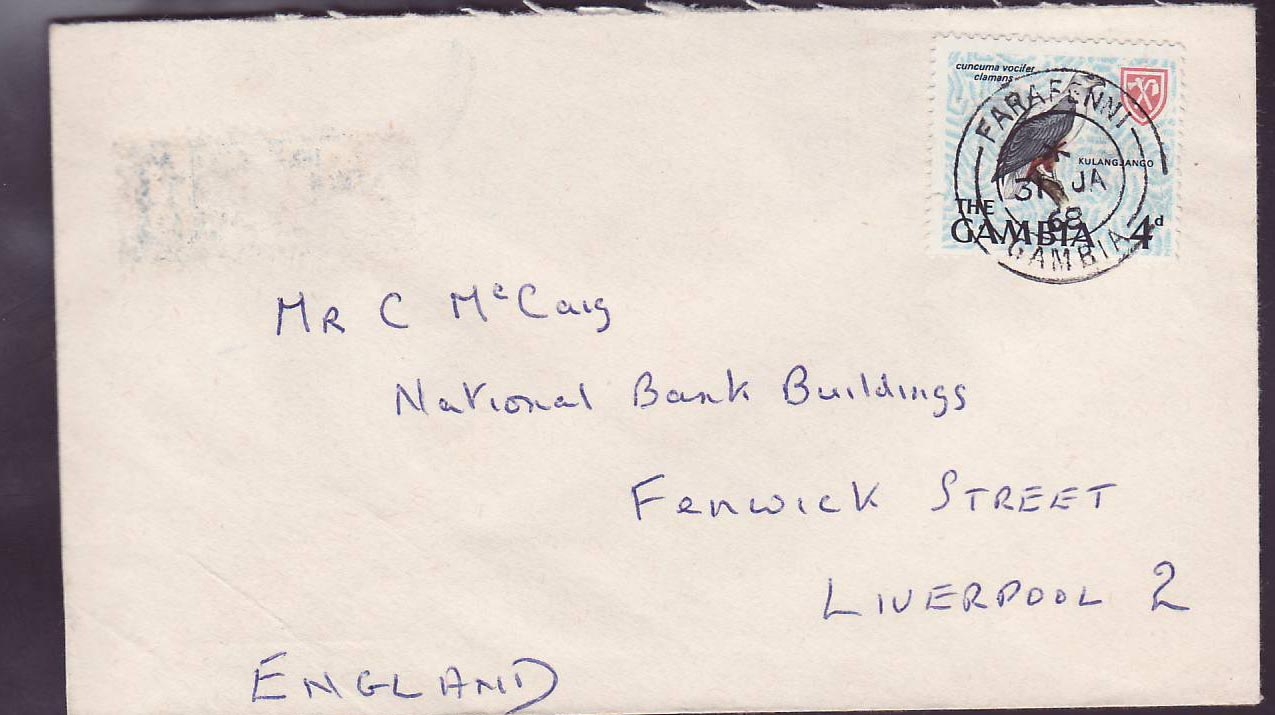 cuncuma vocifer
clamans
KULANGJANGO
THE
GAMBIA 4d
FARAFENNI
31 JA
68
GAMBIA
Mr C McCaig
National Bank Buildings
Fenwick STREET
LIVERPOOL 2
ENGLAND